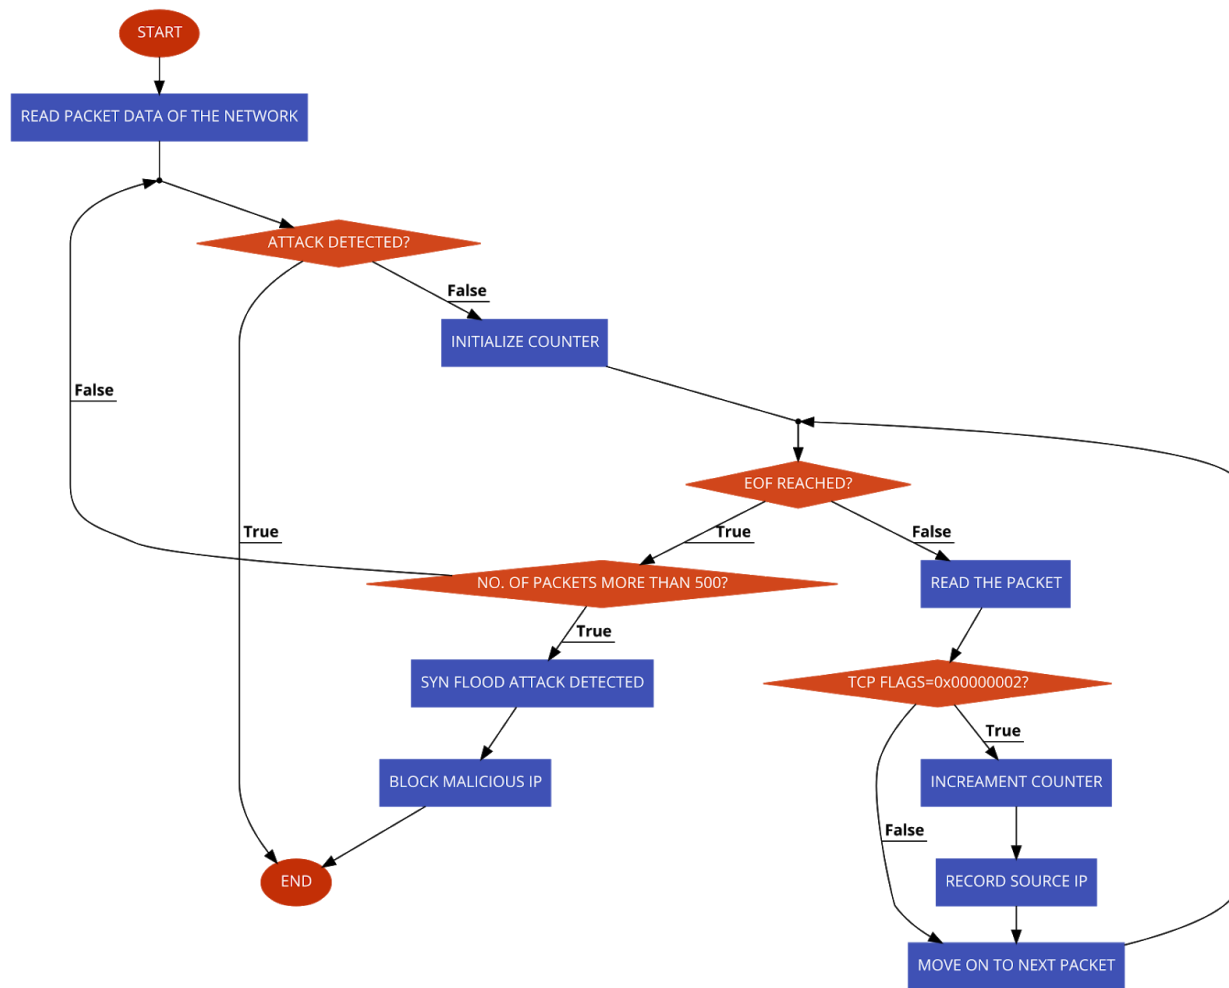 START
READ PACKET DATA OF THE NETWORK
ATTACK DETECTED?
False
INITIALIZE COUNTER
False
EOF REACHED?
True
True
False
NO. OF PACKETS MORE THAN 500?
READ THE PACKET
True
SYN FLOOD ATTACK DETECTED
TCP FLAGS=0x00000002?
True
BLOCK MALICIOUS IP
INCREAMENT COUNTER
False
END
RECORD SOURCE IP
MOVE ON TO NEXT PACKET